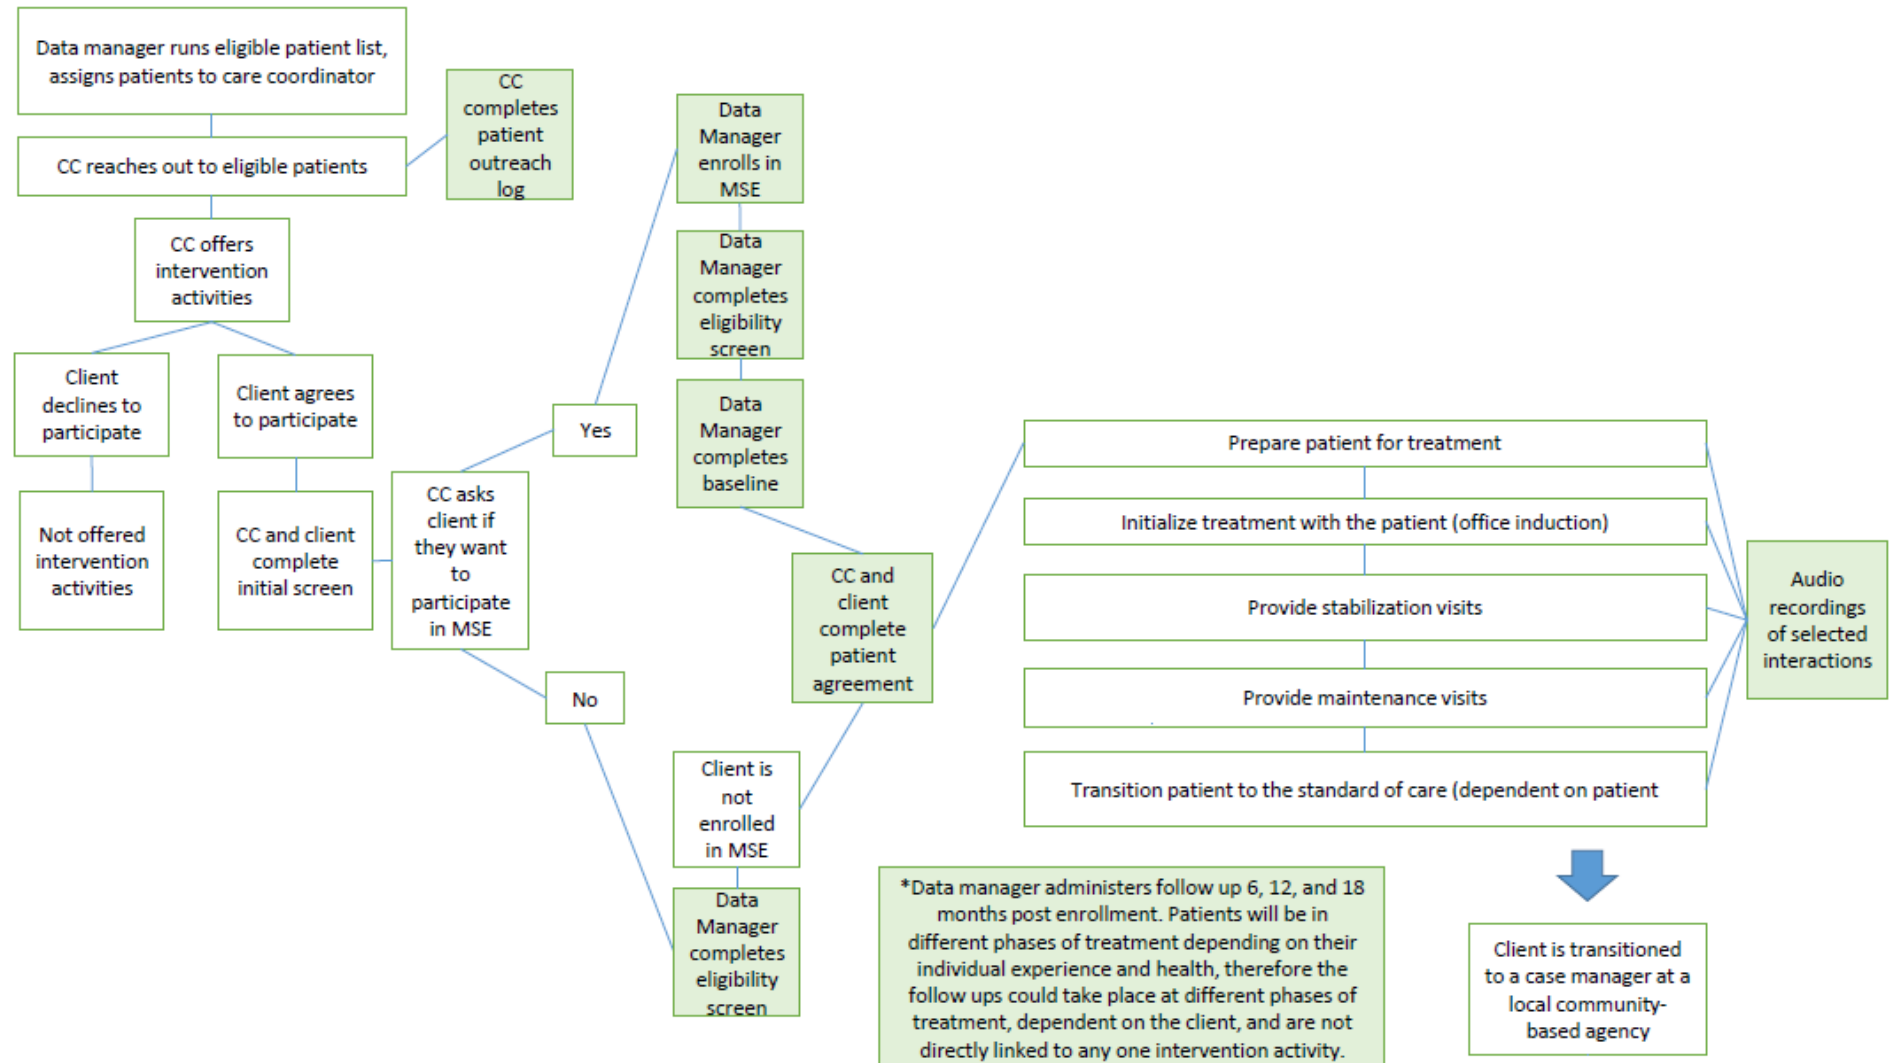 Data manager runs eligible patient list,
assigns patients to care coordinator
CC reaches out to eligible patients
CC
completes
patient
outreach
log
CC offers
intervention
activities
Client
declines to
participate
Client agrees
to participate
Not offered
intervention
activities
CC and client
complete
initial screen
CC asks
client if
they want
to
participate
in MSE
Yes
No
Data
Manager
enrolls in
MSE
Data
Manager
completes
eligibility
screen
Data
Manager
completes
baseline
Client is
not
enrolled
in MSE
Data
Manager
completes
eligibility
screen
CC and
client
complete
patient
agreement
Prepare patient for treatment
Initialize treatment with the patient (office induction)
Provide stabilization visits
Provide maintenance visits
Transition patient to the standard of care (dependent on patient
Audio
recordings
of selected
interactions
*Data manager administers follow up 6, 12, and 18
months post enrollment. Patients will be in
different phases of treatment depending on their
individual experience and health, therefore the
follow ups could take place at different phases of
treatment, dependent on the client, and are not
directly linked to any one intervention activity.
Client is transitioned
to a case manager at a
local community-
based agency